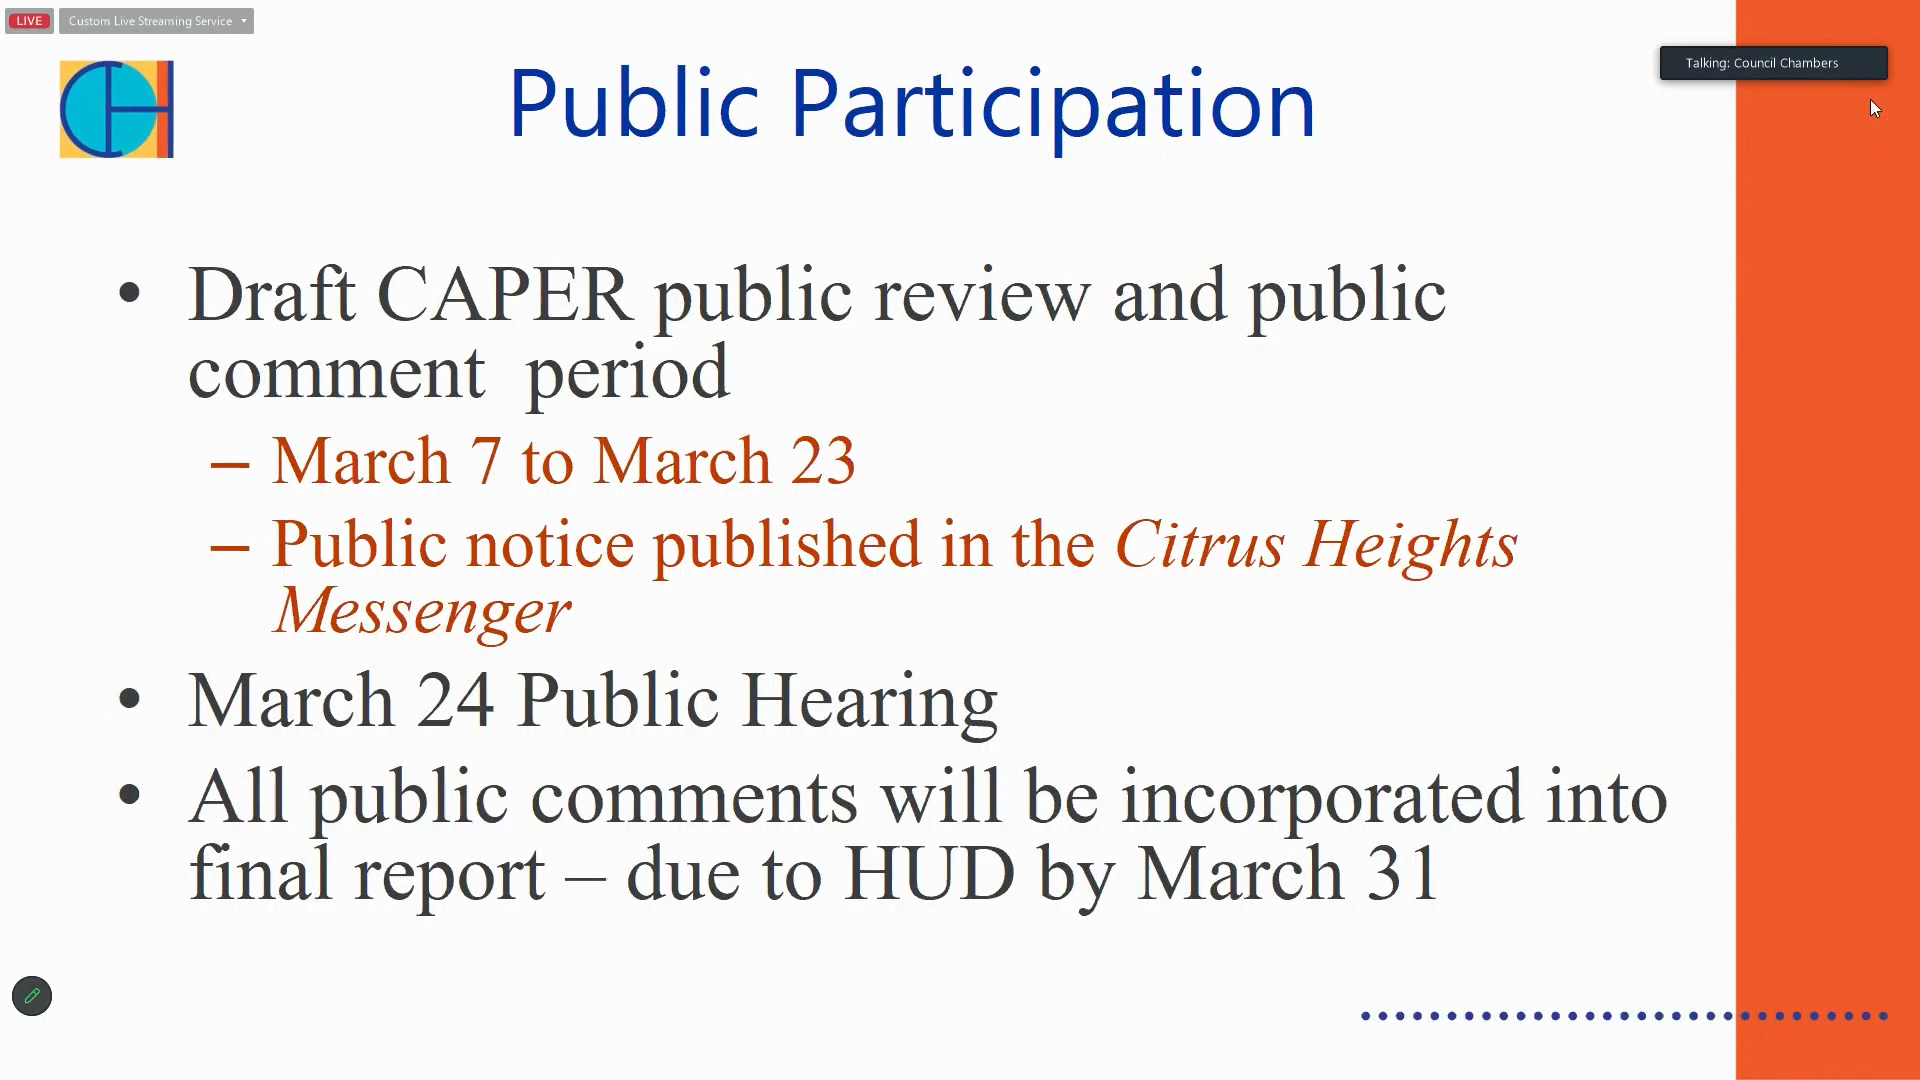 LIVE
Custom Live Streaming Service
Talking: Council Chambers
CH
Public Participation
• Draft CAPER public review and public
comment  period
– March 7 to March 23
– Public notice published in the Citrus Heights
Messenger
• March 24 Public Hearing
• All public comments will be incorporated into
final report – due to HUD by March 31